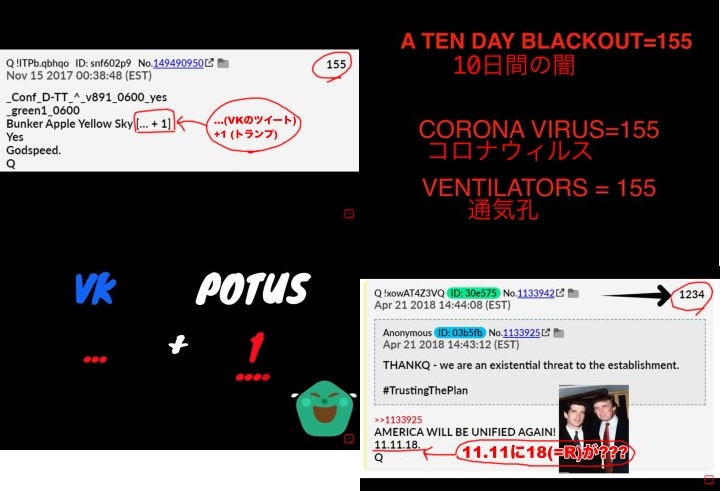 Q !ITPb.qbhqo ID: snf602p9 No.149490950
155
Nov 15 2017 00:38:48 (EST)
_Conf_D-TT_^_v891_0600_yes
_green1_0600
Bunker Apple Yellow Sky [... + 1]
Yes
Godspeed.
Q
...(VKのツイート)
+1 (トランプ)
A TEN DAY BLACKOUT=155
10日間の闇
CORONA VIRUS=155
コロナウィルス
VENTILATORS = 155
通気孔
VK POTUS
... + 1
....
Q !xowAT4Z3VQ ID: 30e575 No.1133942
1234
Apr 21 2018 14:44:08 (EST)
Anonymous ID: 03b5fb No.1133925
Apr 21 2018 14:43:12 (EST)
THANKQ - we are an existential threat to the establishment.
#TrustingThePlan
>>1133925
AMERICA WILL BE UNIFIED AGAIN!
11.11.18.
Q
11.11に18(=R)が???